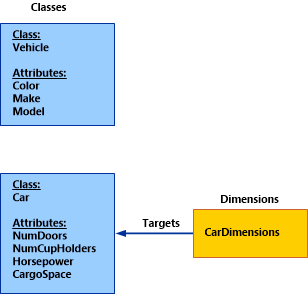 Classes
Class:
Vehicle
Attributes:
Color
Make
Model
Class:
Car
Attributes:
NumDoors
NumCupHolders
Horsepower
CargoSpace
Targets
Dimensions
CarDimensions